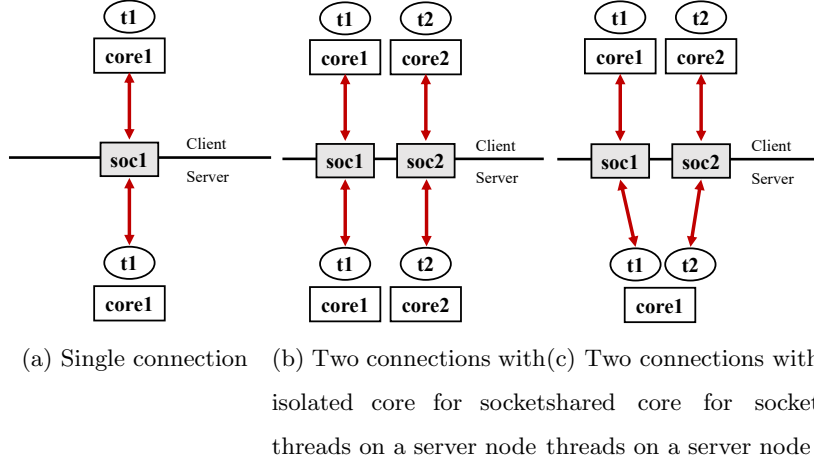 t1 t1 t2 t1 t2
core1 core1 core2 core1 core2
Client Client Client
soc1 soc1 soc2 soc1 soc2
Server Server Server
t1 t1 t2 t1 t2
core1 core1 core2 core1
(a) Single connection (b) Two connections with(c) Two connections with
isolated core for socketshared core for socket
threads on a server node threads on a server node